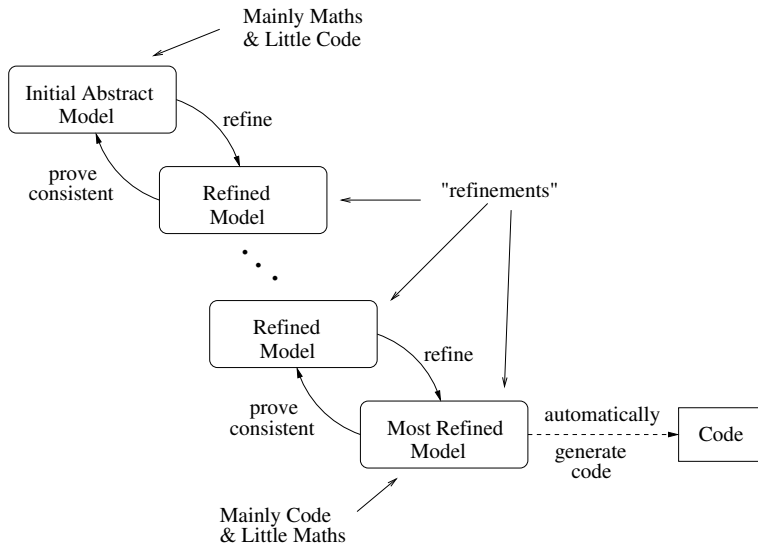 Mainly Maths
& Little Code
Initial Abstract
Model
refine
prove
consistent
Refined
Model
"refinements"
Refined
Model
refine
prove
consistent
Most Refined
Model
automatically
generate
code
Code
Mainly Code
& Little Maths